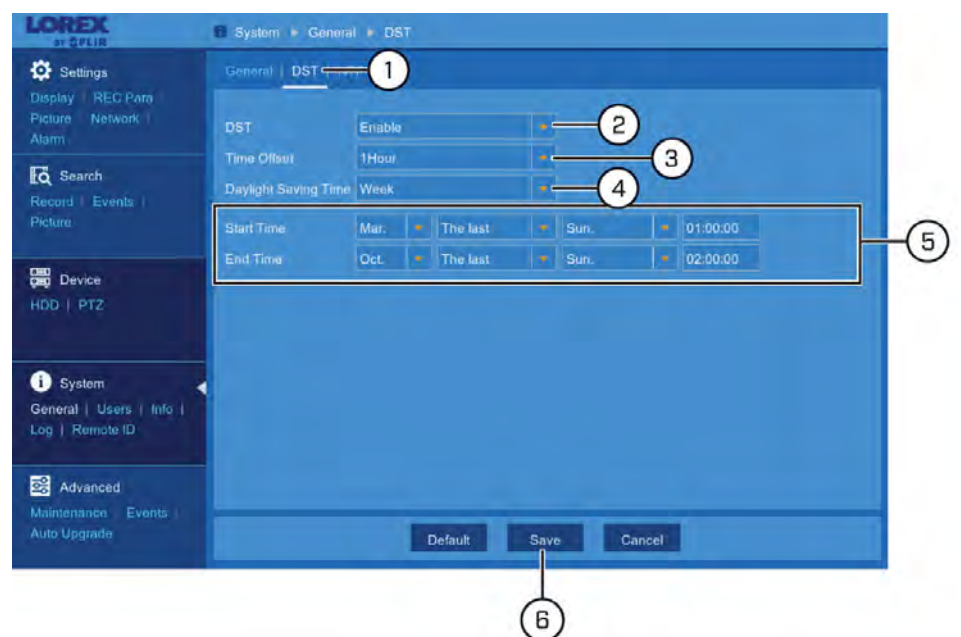 LOREX
BY FLIR
System General DST
Settings
Display | REC Para
Picture | Network |
Alarm
General | DST
1
DST Enable
2
Time Offset 1Hour
3
Daylight Saving Time Week
4
Search
Record | Events |
Picture
Start Time Mar. The last Sun. 01:00:00
End Time Oct. The last Sun. 02:00:00
5
Device
HDD | PTZ
System
General | Users | Info |
Log | Remote ID
Advanced
Maintenance | Events |
Auto Upgrade
Default Save Cancel
6